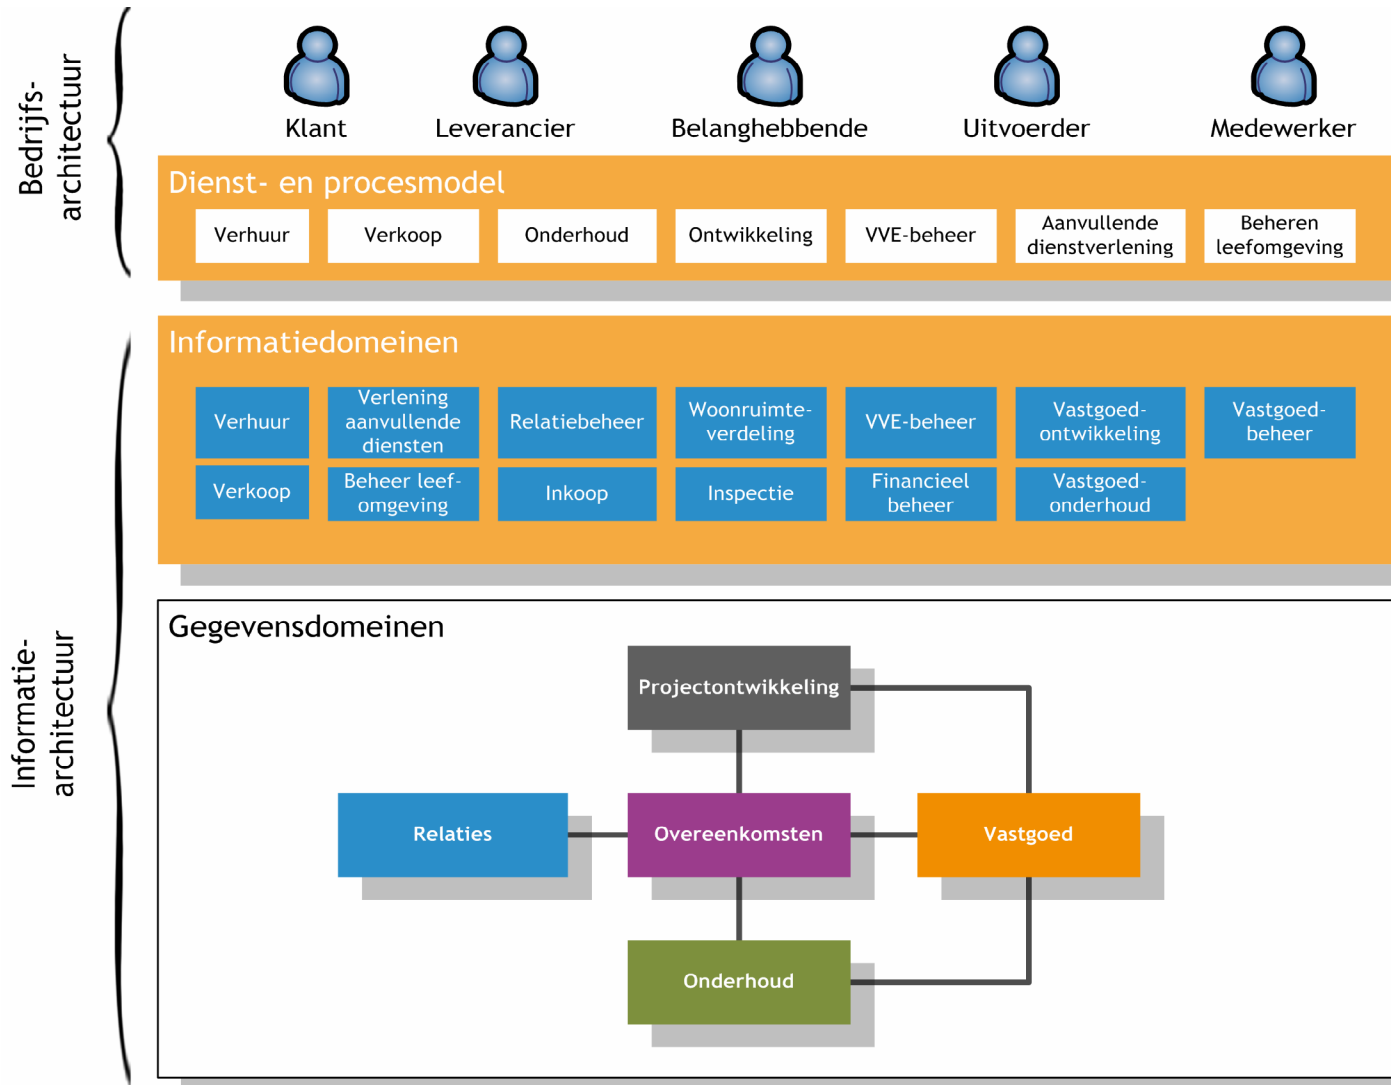 Bedrijfs-
architectuur
Klant
Leverancier
Belanghebbende
Uitvoerder
Medewerker
Dienst- en procesmodel
Verhuur
Verkoop
Onderhoud
Ontwikkeling
VVE-beheer
Aanvullende
dienstverlening
Beheren
leefomgeving
Informatie-
architectuur
Informatiedomeinen
Verhuur
Verlening
aanvullende
diensten
Relatiebeheer
Woonruimte-
verdeling
VVE-beheer
Vastgoed-
ontwikkeling
Vastgoed-
beheer
Verkoop
Beheer leef-
omgeving
Inkoop
Inspectie
Financieel
beheer
Vastgoed-
onderhoud
Gegevensdomeinen
Projectontwikkeling
Relaties
Overeenkomsten
Vastgoed
Onderhoud